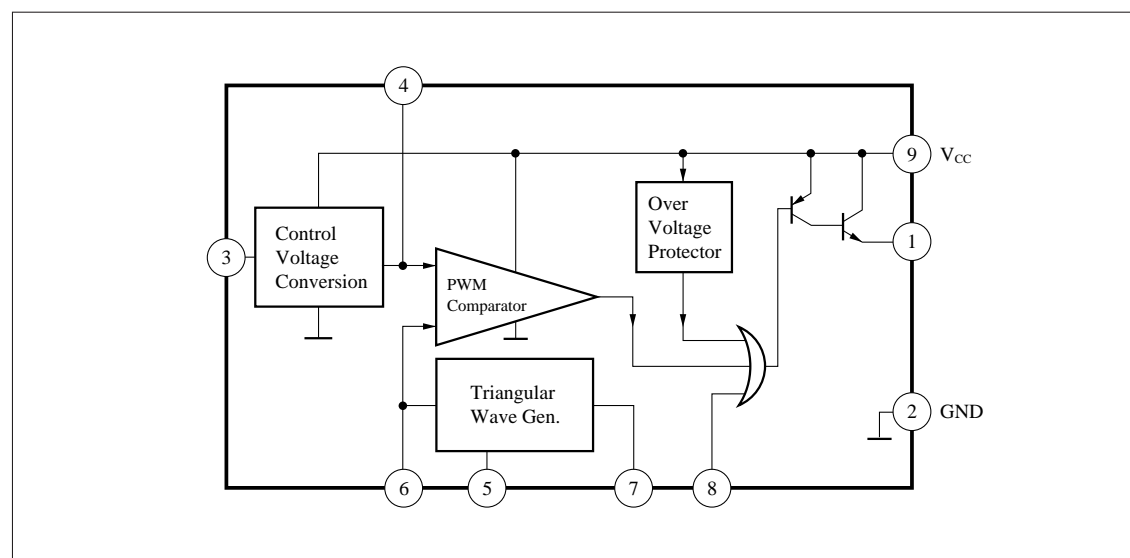 4
9 V_CC
Over
Voltage
Protector
Control
Voltage
Conversion
1
3
PWM
Comparator
Triangular
Wave Gen.
2 GND
6
5
7
8